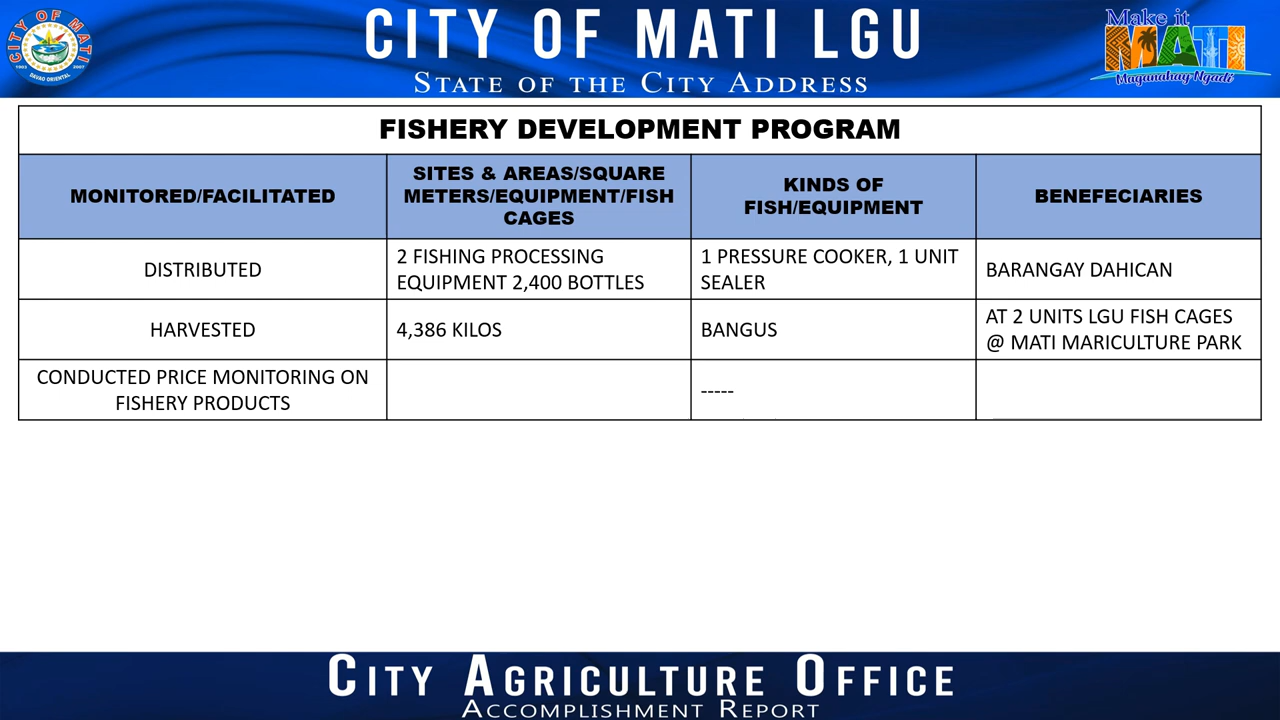 CITY OF MATI LGU
STATE OF THE CITY ADDRESS
CITY OF MATI
1903
2007
DAVAO ORIENTAL
Make it
MATI
Maganahay Ngadi
FISHERY DEVELOPMENT PROGRAM
MONITORED/FACILITATED
SITES & AREAS/SQUARE
METERS/EQUIPMENT/FISH
CAGES
KINDS OF
FISH/EQUIPMENT
BENEFECIARIES
DISTRIBUTED
2 FISHING PROCESSING
EQUIPMENT 2,400 BOTTLES
1 PRESSURE COOKER, 1 UNIT
SEALER
BARANGAY DAHICAN
HARVESTED
4,386 KILOS
BANGUS
AT 2 UNITS LGU FISH CAGES
@ MATI MARICULTURE PARK
CONDUCTED PRICE MONITORING ON
FISHERY PRODUCTS
-----
CITY AGRICULTURE OFFICE
ACCOMPLISHMENT REPORT